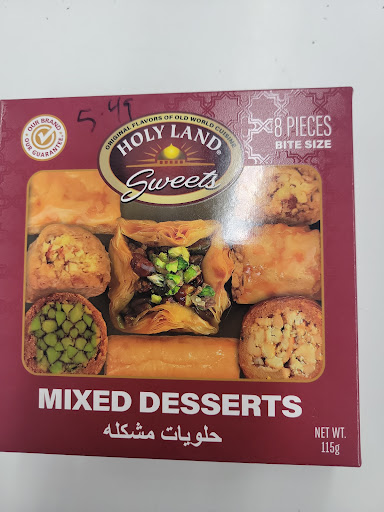 5.49
OUR BRAND
OUR GUARANTEE
ORIGINAL FLAVORS OF OLD WORLD CUISINE
HOLY LAND®
Sweets
8 PIECES
BITE SIZE
MIXED DESSERTS
حلويات مشكله
NET WT.
115g